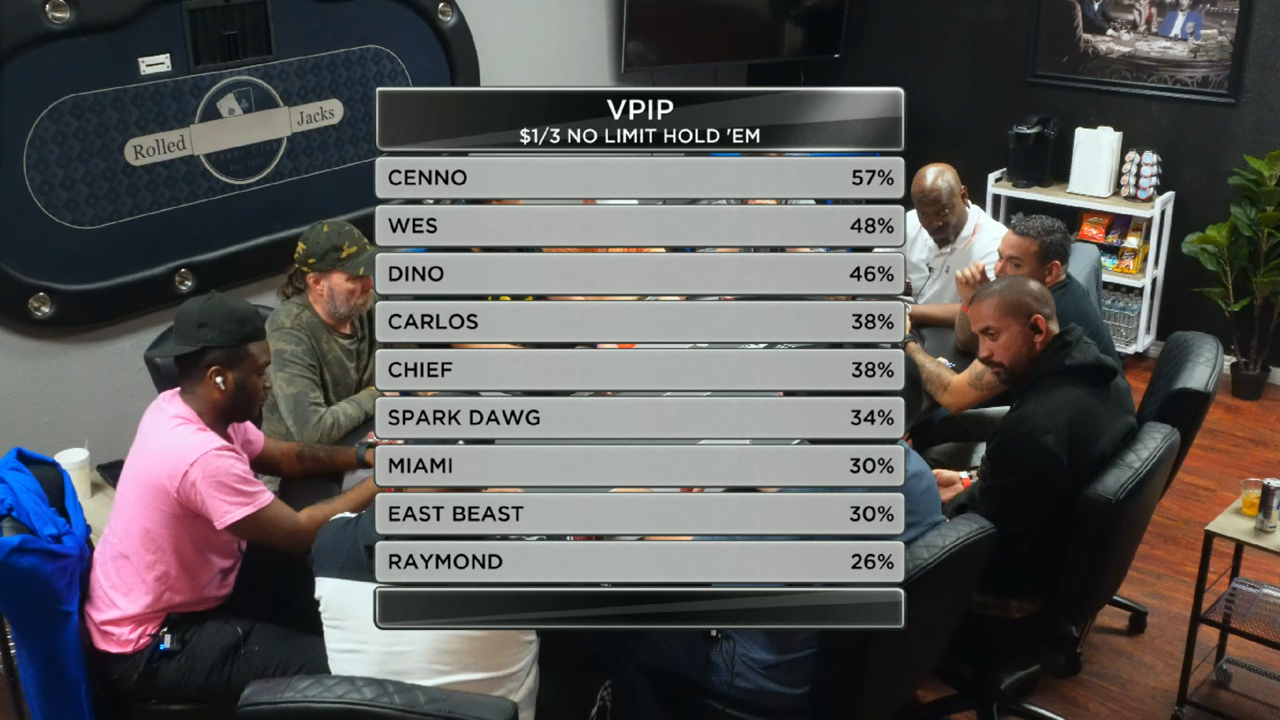 Rolled Jacks
VPIP
$1/3 NO LIMIT HOLD 'EM
CENNO 57%
WES 48%
DINO 46%
CARLOS 38%
CHIEF 38%
SPARK DAWG 34%
MIAMI 30%
EAST BEAST 30%
RAYMOND 26%